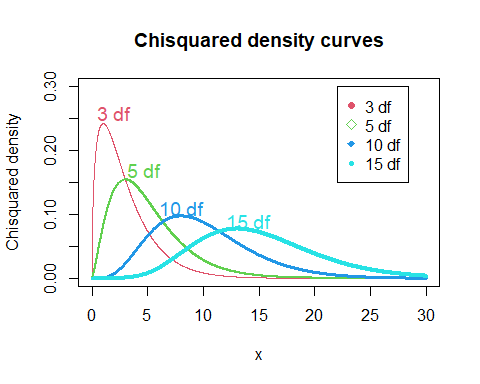 Chisquared density curves
Chisquared density
0.30
0.20
0.10
0.00
3 df
5 df
10 df
15 df
3 df
5 df
10 df
15 df
0 5 10 15 20 25 30
x